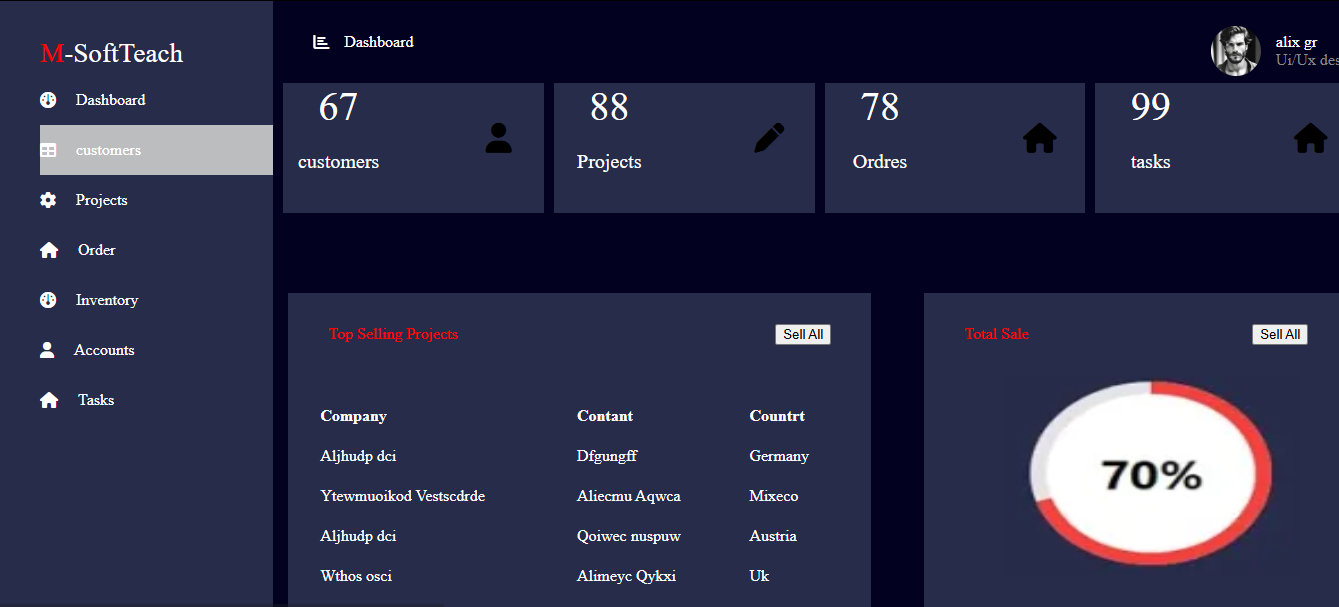 M-SoftTeach
Dashboard
customers
Projects
Order
Inventory
Accounts
Tasks
Dashboard
alix gr
Ui/Ux des
67
customers
88
Projects
78
Ordres
99
tasks
Top Selling Projects
Sell All
Company Contant Countrt
Aljhudp dci Dfgungff Germany
Ytewmuoikod Vestscdrde Aliecmu Aqwca Mixeco
Aljhudp dci Qoiwec nuspuw Austria
Wthos osci Alimeyc Qykxi Uk
Total Sale
Sell All
70%